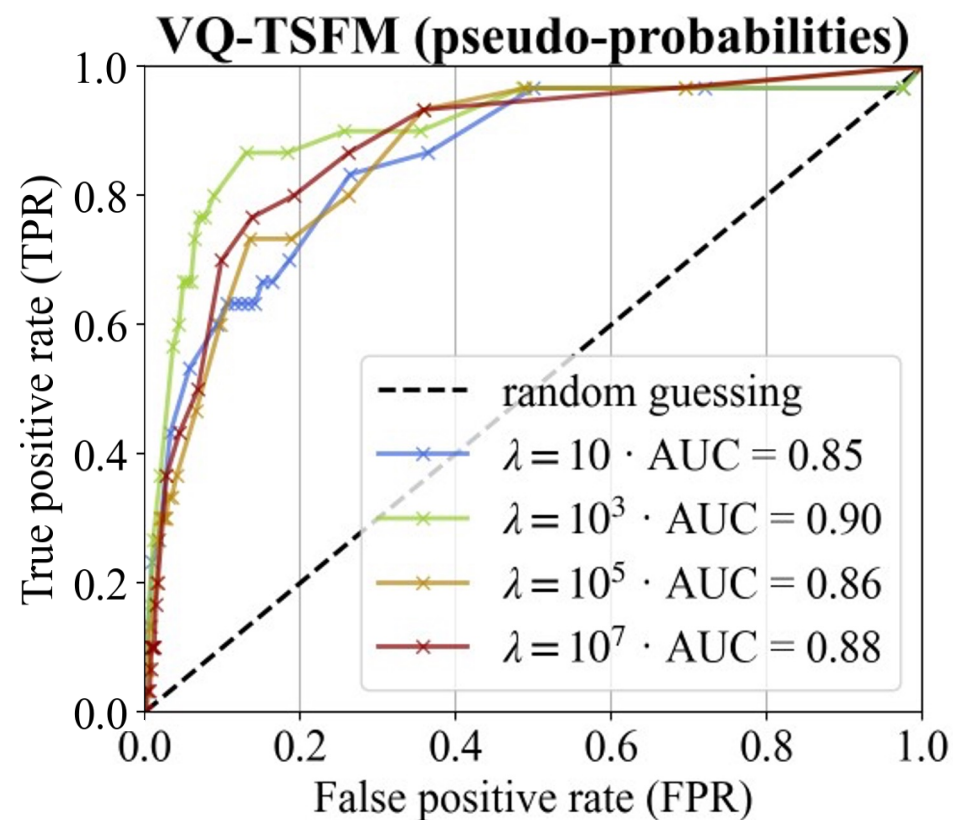 VQ-TSFM (pseudo-probabilities)
True positive rate (TPR)
1.0
0.8
0.6
0.4
0.2
0.0
random guessing
λ = 10 · AUC = 0.85
λ = 10³ · AUC = 0.90
λ = 10⁵ · AUC = 0.86
λ = 10⁷ · AUC = 0.88
0.0 0.2 0.4 0.6 0.8 1.0
False positive rate (FPR)